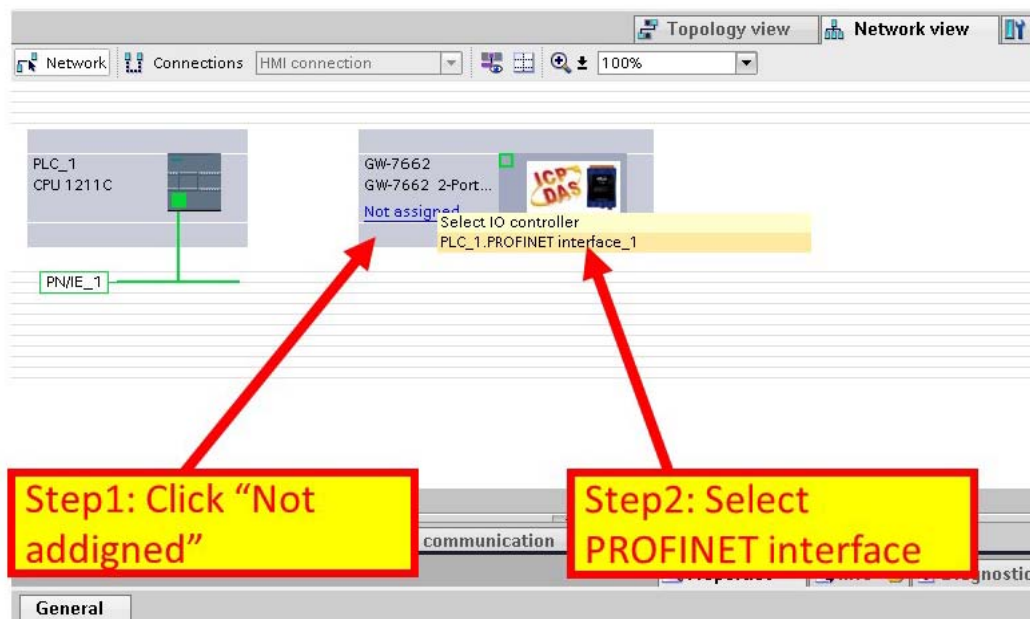 Topology view Network view
Network Connections HMI connection 100%
PLC_1
CPU 1211C
GW-7662
GW-7662 2-Port...
ICP
DAS
Not assigned
Select IO controller
PLC_1.PROFINET interface_1
PN/IE_1
Step1: Click “Not
addigned”
Step2: Select
PROFINET interface
communication
General